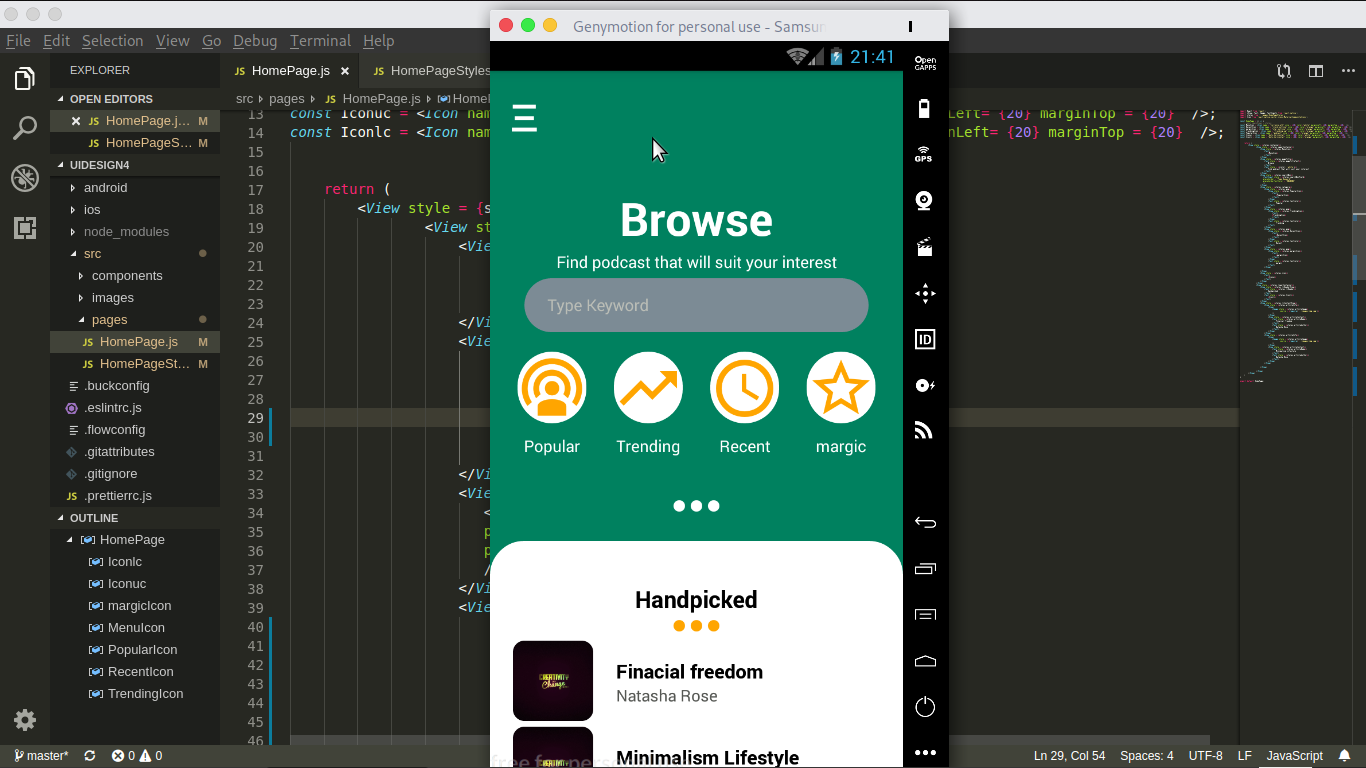 Genymotion for personal use - Samsun
File Edit Selection View Go Debug Terminal Help
EXPLORER
OPEN EDITORS
JS HomePage.j... M
JS HomePageS... M
UIDESIGN4
android
ios
node_modules
src
components
images
pages
JS HomePage.js M
JS HomePageSt... M
.buckconfig
.eslintrc.js
.flowconfig
.gitattributes
.gitignore
JS .prettierrc.js
OUTLINE
HomePage
Iconlc
Iconuc
margicIcon
MenuIcon
PopularIcon
RecentIcon
TrendingIcon
JS HomePage.js
JS HomePageStyles
src pages JS HomePage.js HomeP
13 const Iconuc = <Icon nam
Left= {20} marginTop = {20} />;
14 const Iconlc = <Icon nam
nLeft= {20} marginTop = {20} />;
15
16
17 return (
18 <View style = {s
19 <View st
20 <Vie
21
22
23
24 </Vi
25 <Vie
26
27
28
29
30
31
32 </Vi
33 <Vie
34 <
35 p
36 p
37 /
38 </Vi
39 <Vie
40
41
42
43
44
45
46
21:41
Open
GAPPS
GPS
ID
Browse
Find podcast that will suit your interest
Type Keyword
Popular Trending Recent margic
Handpicked
CREATIVITY
Change
Finacial freedom
Natasha Rose
Minimalism Lifestyle
free for perso
master* 0 0
Ln 29, Col 54 Spaces: 4 UTF-8 LF JavaScript